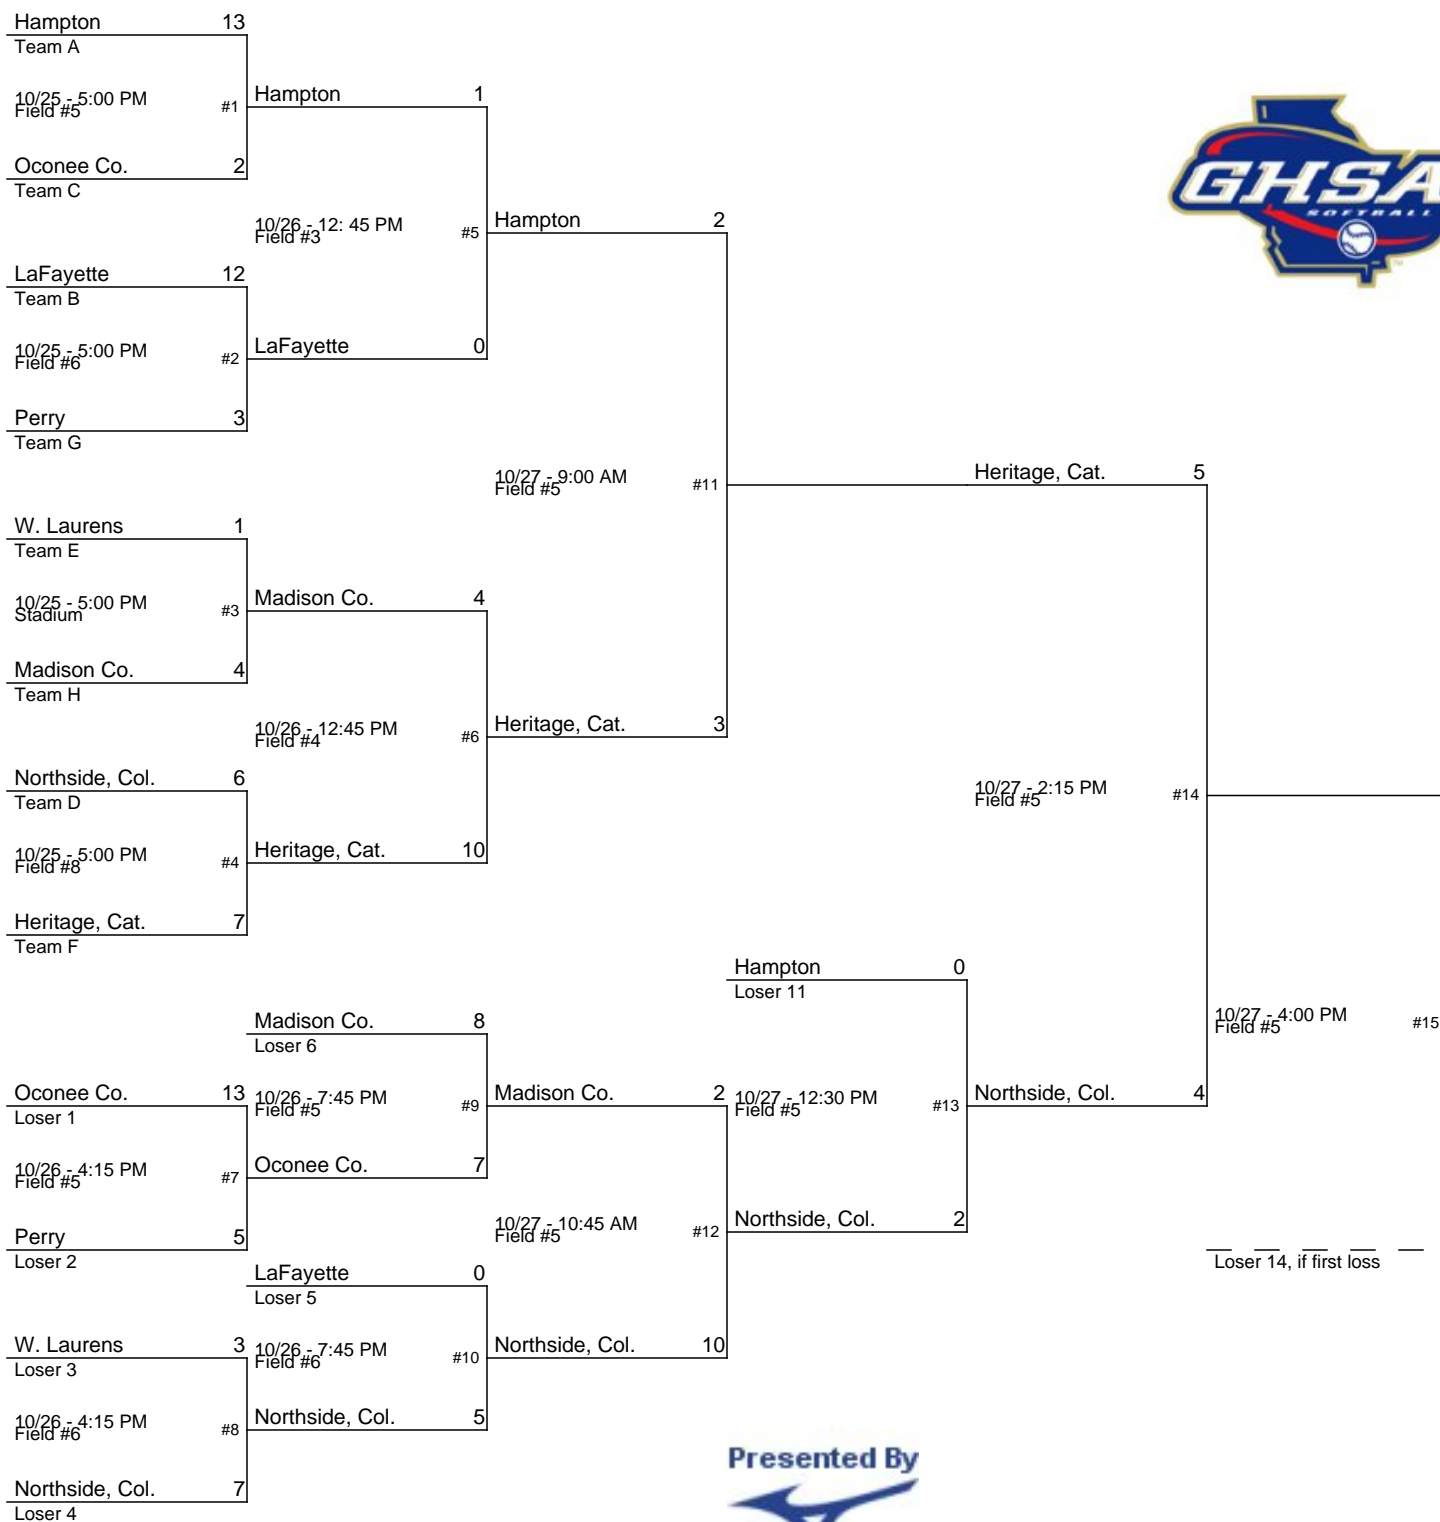 Hampton 13
Team A
10/25 - 5:00 PM
Field #5
#1
Hampton 1
Oconee Co. 2
Team C
10/26 - 12: 45 PM
Field #3
#5
Hampton 2
LaFayette 12
Team B
10/25 - 5:00 PM
Field #6
#2
LaFayette 0
Perry 3
Team G
10/27 - 9:00 AM
Field #5
#11
Heritage, Cat. 5
W. Laurens 1
Team E
10/25 - 5:00 PM
Stadium
#3
Madison Co. 4
Madison Co. 4
Team H
10/26 - 12:45 PM
Field #4
#6
Heritage, Cat. 3
Northside, Col. 6
Team D
10/27 - 2:15 PM
Field #5
#14
10/25 - 5:00 PM
Field #8
#4
Heritage, Cat. 10
Heritage, Cat. 7
Team F
Hampton 0
Loser 11
Madison Co. 8
Loser 6
10/27 - 4:00 PM
Field #5
#15
Oconee Co. 13
Loser 1
10/26 - 7:45 PM
Field #5
#9
Madison Co. 2
10/27 - 12:30 PM
Field #5
#13
Northside, Col. 4
10/26 - 4:15 PM
Field #5
#7
Oconee Co. 7
Perry 5
Loser 2
10/27 - 10:45 AM
Field #5
#12
Northside, Col. 2
Loser 14, if first loss
LaFayette 0
Loser 5
W. Laurens 3
Loser 3
10/26 - 7:45 PM
Field #6
#10
Northside, Col. 10
10/26 - 4:15 PM
Field #6
#8
Northside, Col. 5
Northside, Col. 7
Loser 4
GHSA
SOFTBALL
TM
Presented By